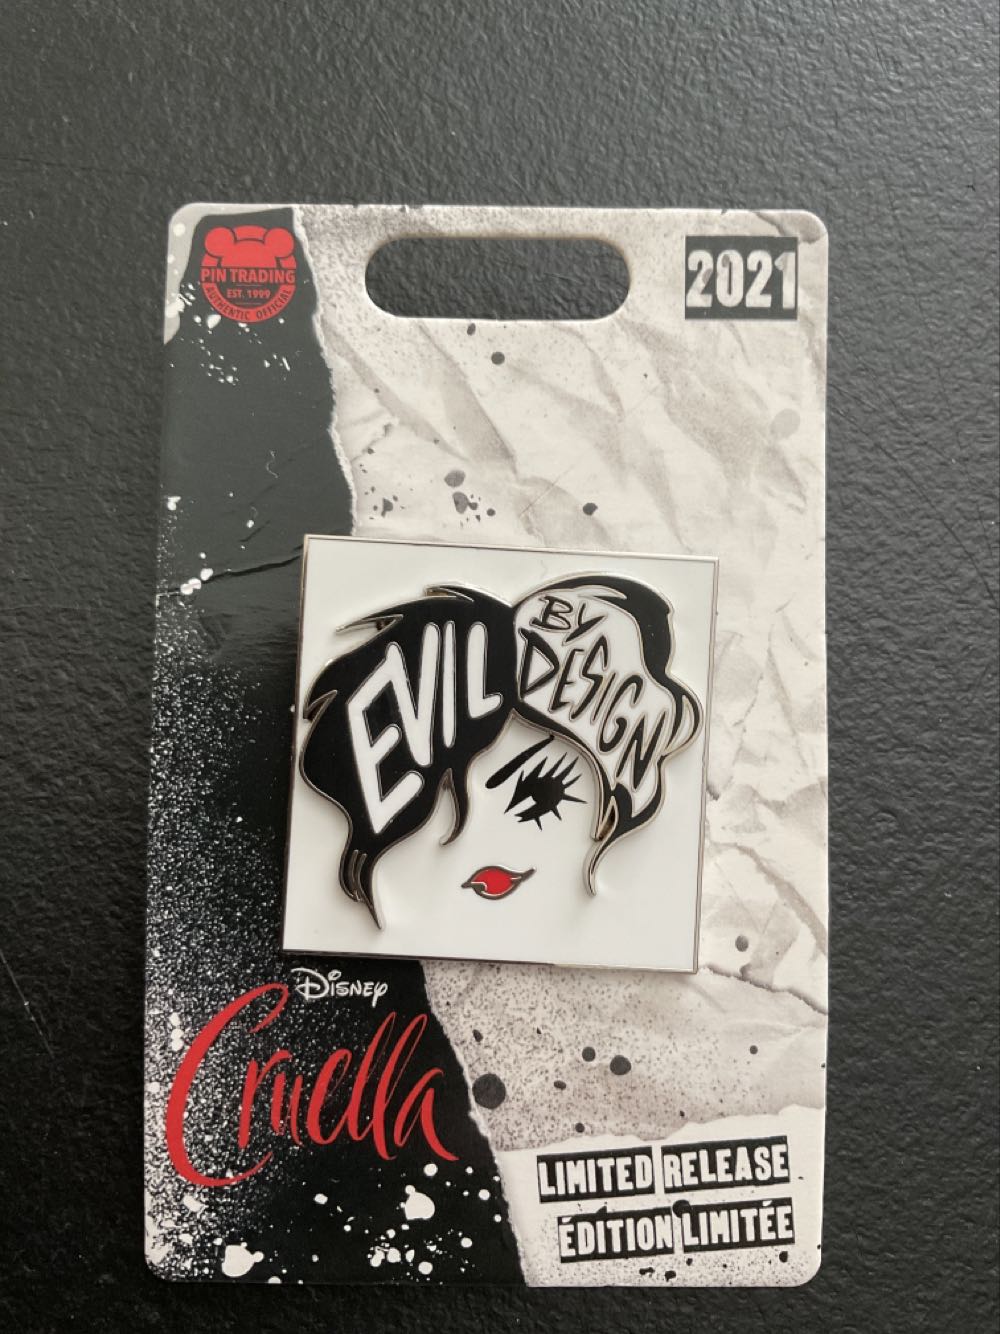 PIN TRADING
EST. 1999
AUTHENTIC OFFICIAL
2021
EVIL
BY
DESIGN
Disney
Cruella
LIMITED RELEASE
ÉDITION LIMITÉE